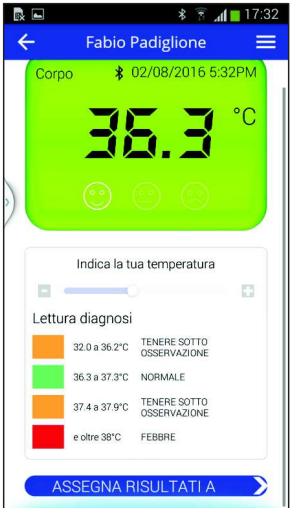 17:32
Fabio Padiglione
Corpo 02/08/2016 5:32PM
36.3 °C
Indica la tua temperatura
Lettura diagnosi
32.0 a 36.2°C TENERE SOTTO
OSSERVAZIONE
36.3 a 37.3°C NORMALE
37.4 a 37.9°C TENERE SOTTO
OSSERVAZIONE
e oltre 38°C FEBBRE
ASSEGNA RISULTATI A